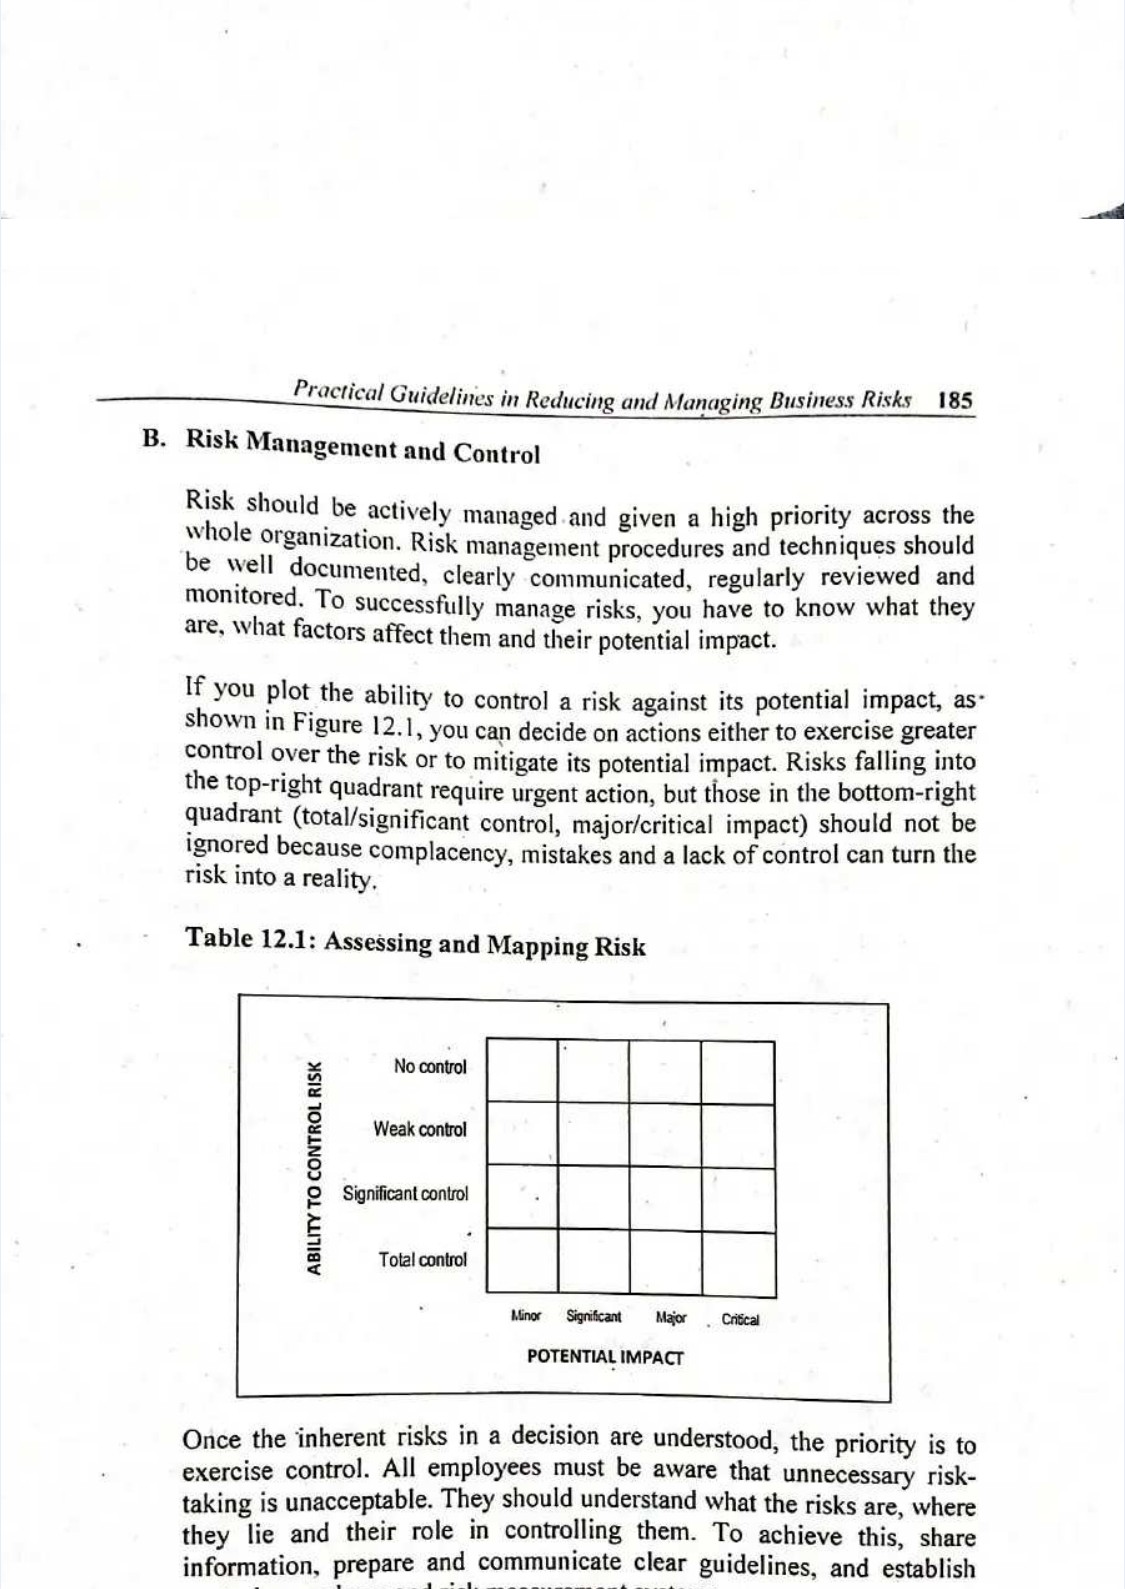 Practical Guidelines in Reducing and Managing Business Risks 185
B. Risk Management and Control
Risk should be actively managed and given a high priority across the
whole organization. Risk management procedures and techniques should
be well documented, clearly communicated, regularly reviewed and
monitored. To successfully manage risks, you have to know what they
are, what factors affect them and their potential impact.
If you plot the ability to control a risk against its potential impact, as
shown in Figure 12.1, you can decide on actions either to exercise greater
control over the risk or to mitigate its potential impact. Risks falling into
the top-right quadrant require urgent action, but those in the bottom-right
quadrant (total/significant control, major/critical impact) should not be
ignored because complacency, mistakes and a lack of control can turn the
risk into a reality.
Table 12.1: Assessing and Mapping Risk
ABILITY TO CONTROL RISK
No control
Weak control
Significant control
Total control
Minor Significant Major Critical
POTENTIAL IMPACT
Once the inherent risks in a decision are understood, the priority is to
exercise control. All employees must be aware that unnecessary risk-
taking is unacceptable. They should understand what the risks are, where
they lie and their role in controlling them. To achieve this, share
information, prepare and communicate clear guidelines, and establish